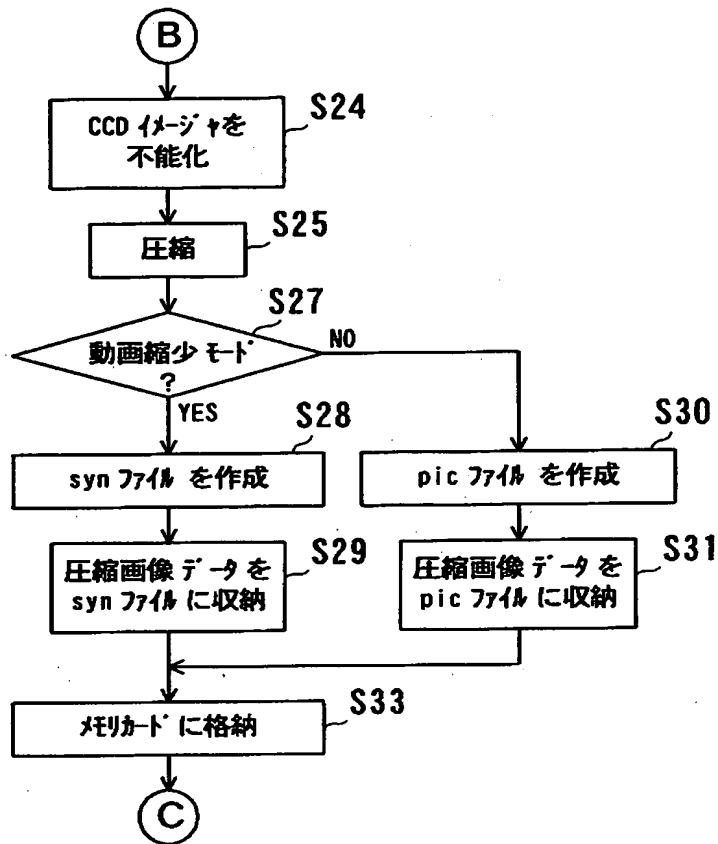 B
S24
CCD イメージャを
不能化
S25
圧縮
S27
動画縮少 モード
?
NO
YES
S28
syn ファイル を作成
S30
pic ファイル を作成
S29
圧縮画像 データを
syn ファイルに収納
S31
圧縮画像 データを
pic ファイルに収納
S33
メモリカードに格納
C